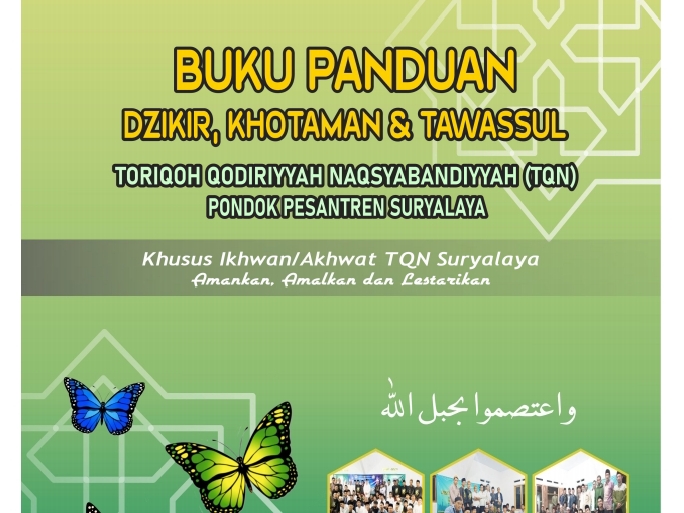 BUKU PANDUAN
DZIKIR, KHOTAMAN & TAWASSUL
TORIQOH QODIRIYYAH NAQSYABANDIYYAH (TQN)
PONDOK PESANTREN SURYALAYA
Khusus Ikhwan/Akhwat TQN Suryalaya
Amankan, Amalkan dan Lestarikan
واعتصموا بحبل الله